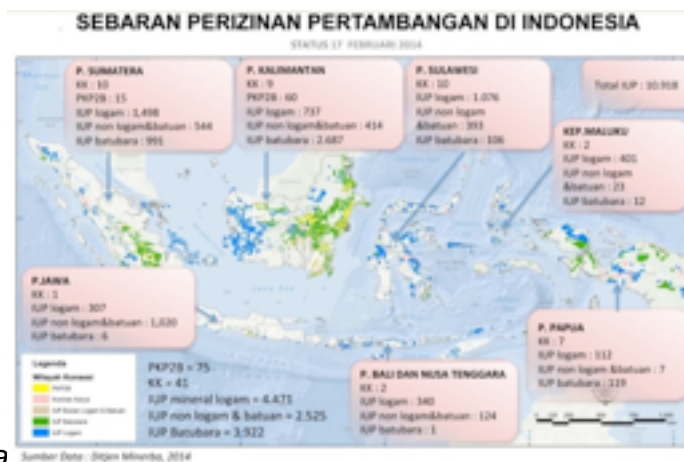 SEBARAN PERIZINAN PERTAMBANGAN DI INDONESIA
STATUS 17 FEBRUARI 2014
P. SUMATERA
KK : 10
PKP2B : 15
IUP logam : 1,498
IUP non logam&batuan : 544
IUP batubara : 991
P. KALIMANTAN
KK : 9
PKP2B : 60
IUP logam : 737
IUP non logam&batuan : 414
IUP batubara : 2.687
P. SULAWESI
KK : 10
IUP logam : 1.076
IUP non logam
&batuan : 393
IUP batubara : 106
Total IUP : 10.918
KEP.MALUKU
KK : 2
IUP logam : 401
IUP non logam
&batuan : 23
IUP batubara : 12
P.JAWA
KK : 1
IUP logam : 307
IUP non logam&batuan : 1,020
IUP batubara : 6
P. PAPUA
KK : 7
IUP logam : 112
IUP non logam &batuan : 7
IUP batubara : 119
P. BALI DAN NUSA TENGGARA
KK : 2
IUP logam : 340
IUP non logam&batuan : 124
IUP batubara : 1
PKP2B = 75
KK = 41
IUP mineral logam = 4.471
IUP non logam & batuan = 2.525
IUP Batubara = 3,922
Legenda
Wilayah Konsesi
PKP2B
IUP Batubara
IUP Logam
a
Sumber Data : Ditjen Minerba, 2014